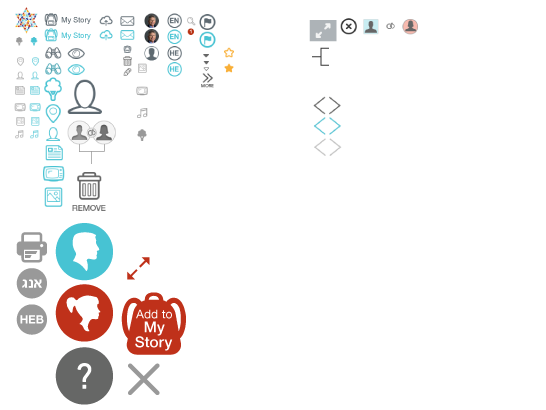 My Story
EN
My Story
EN
HE
HE
MORE
REMOVE
אנג
HEB
Add to
My
Story
?